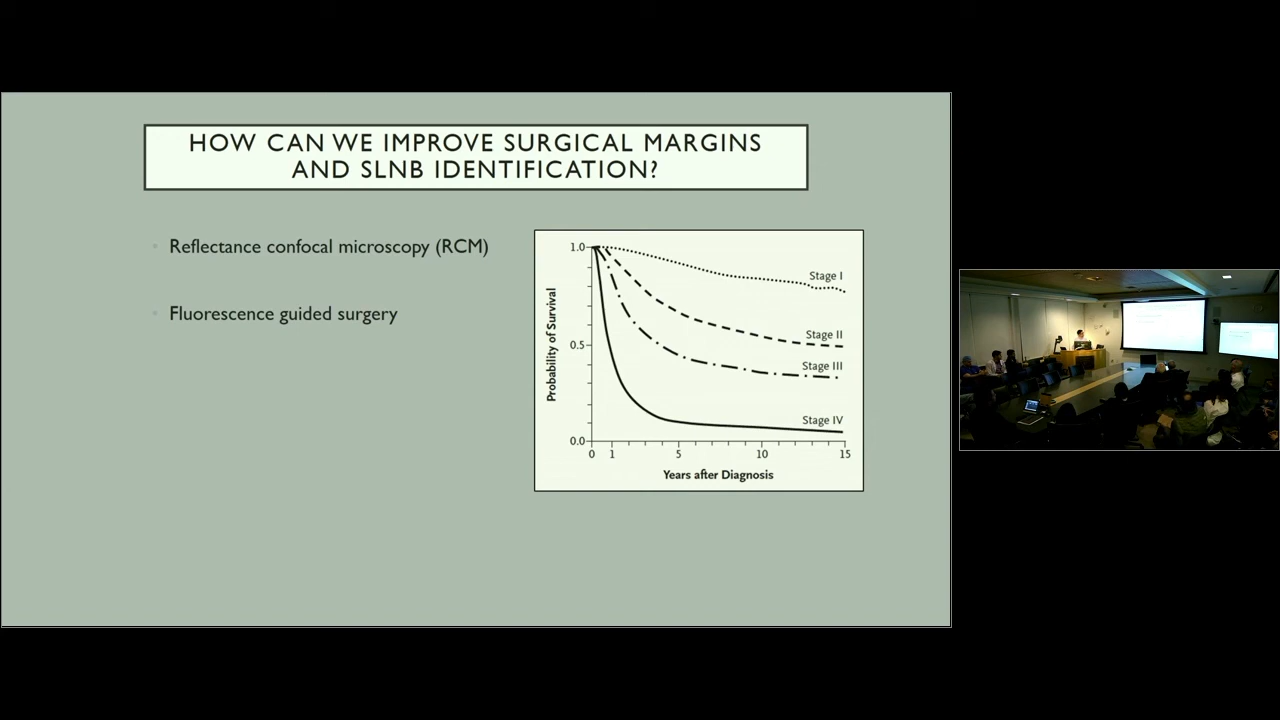 HOW CAN WE IMPROVE SURGICAL MARGINS
AND SLNB IDENTIFICATION?
Reflectance confocal microscopy (RCM)
Fluorescence guided surgery
Probability of Survival
1.0
0.5
0.0
Stage I
Stage II
Stage III
Stage IV
0 1 5 10 15
Years after Diagnosis